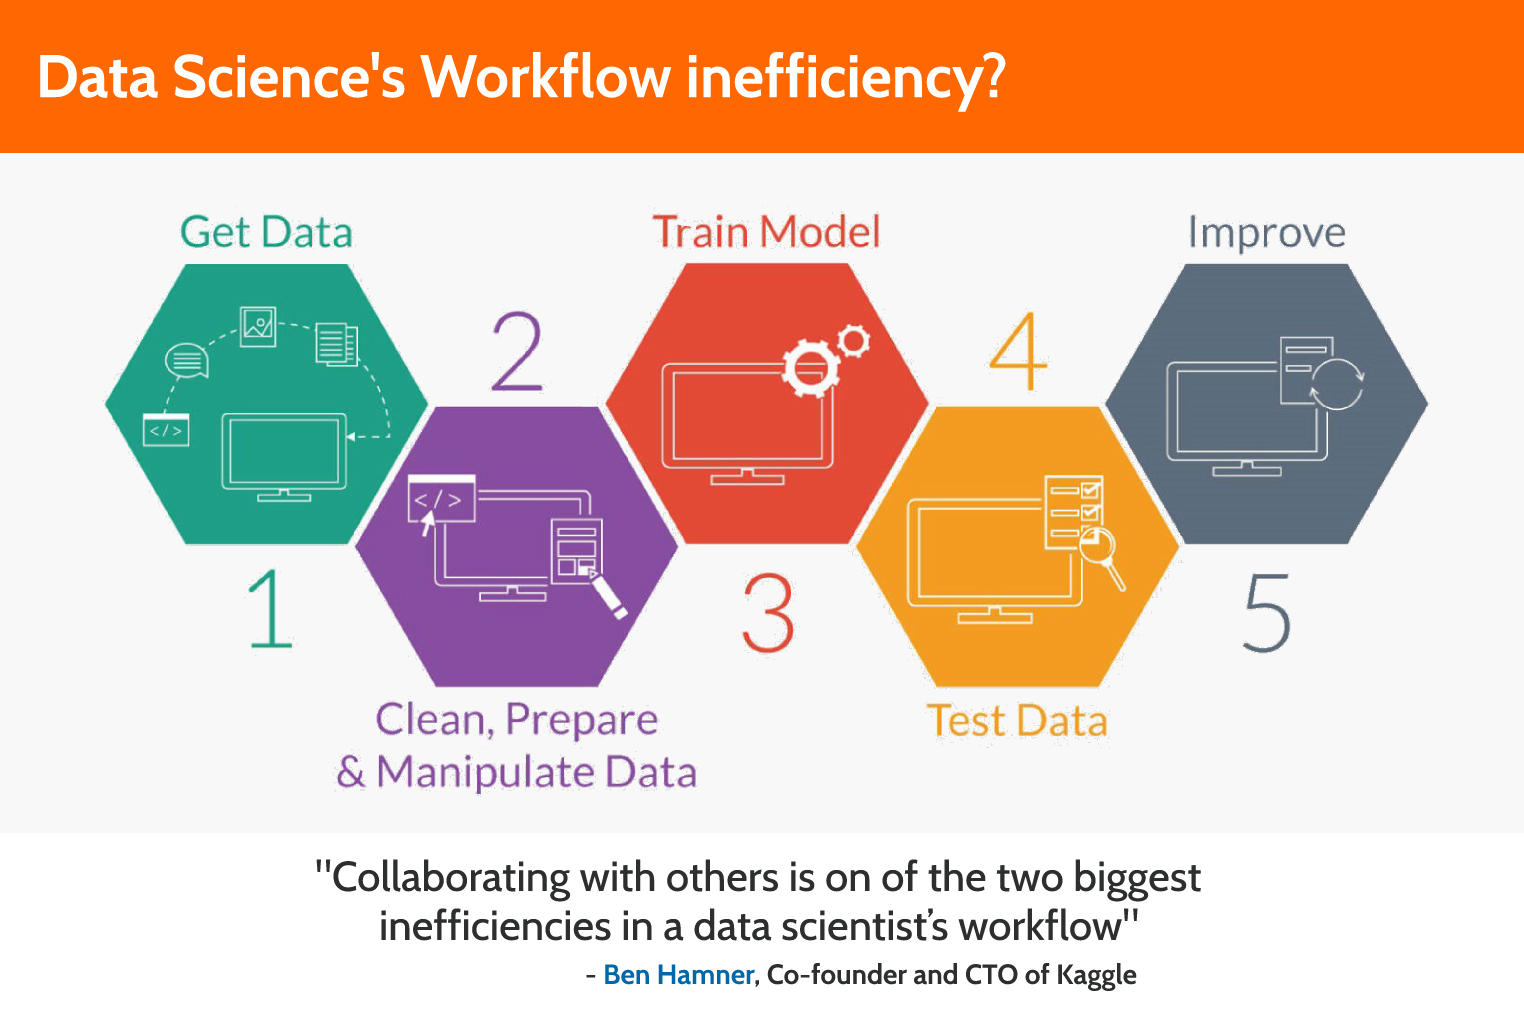 Data Science's Workflow inefficiency?
Get Data
Train Model
Improve
2
4
</>
</>
1
3
5
Clean, Prepare
& Manipulate Data
Test Data
"Collaborating with others is on of the two biggest
inefficiencies in a data scientist’s workflow"
- Ben Hamner, Co-founder and CTO of Kaggle